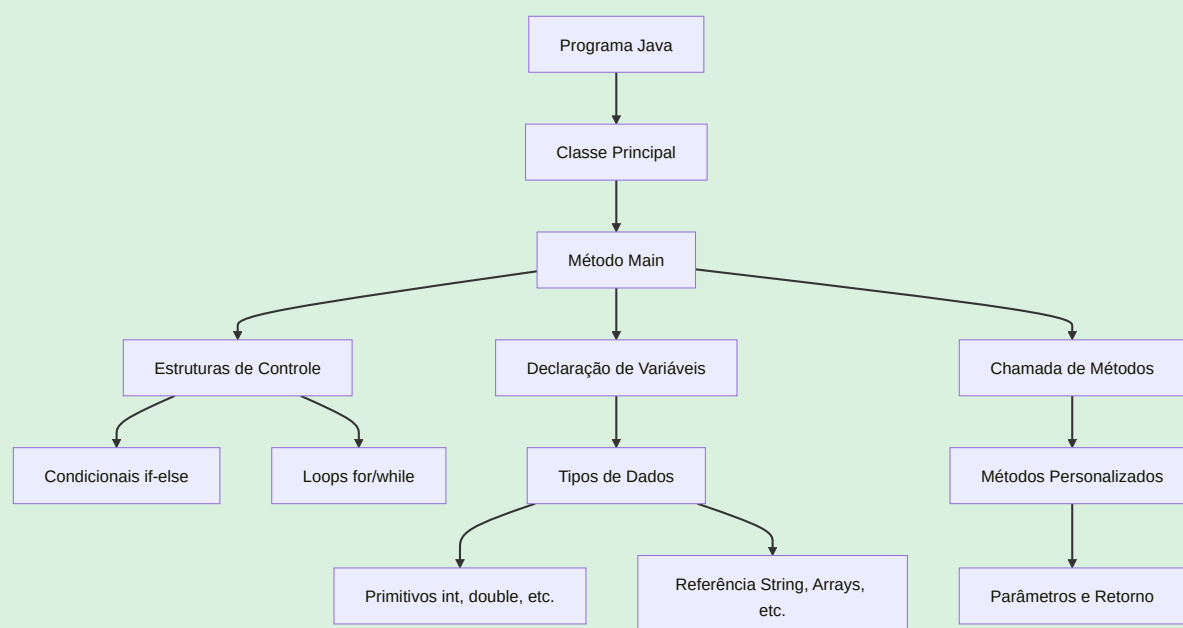 Programa Java
Classe Principal
Método Main
Estruturas de Controle
Declaração de Variáveis
Chamada de Métodos
Condicionais if-else
Loops for/while
Tipos de Dados
Métodos Personalizados
Primitivos int, double, etc.
Referência String, Arrays,
etc.
Parâmetros e Retorno